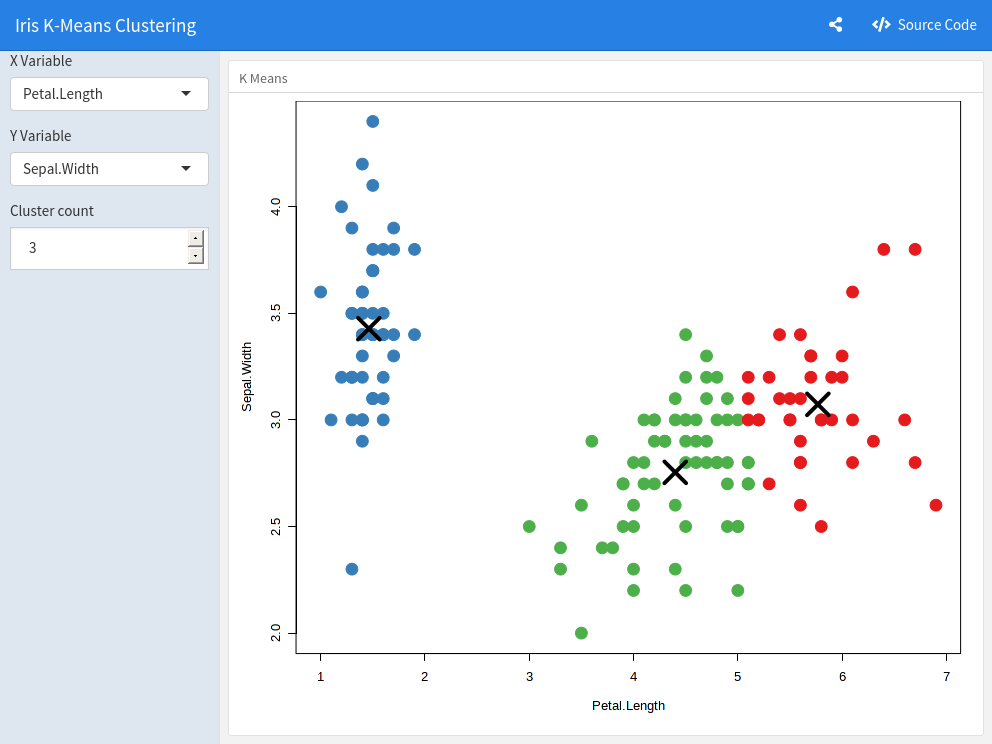 Iris K-Means Clustering
Source Code
X Variable
Petal.Length
Y Variable
Sepal.Width
Cluster count
3
K Means
4.0
3.5
3.0
2.5
2.0
Sepal.Width
1 2 3 4 5 6 7
Petal.Length